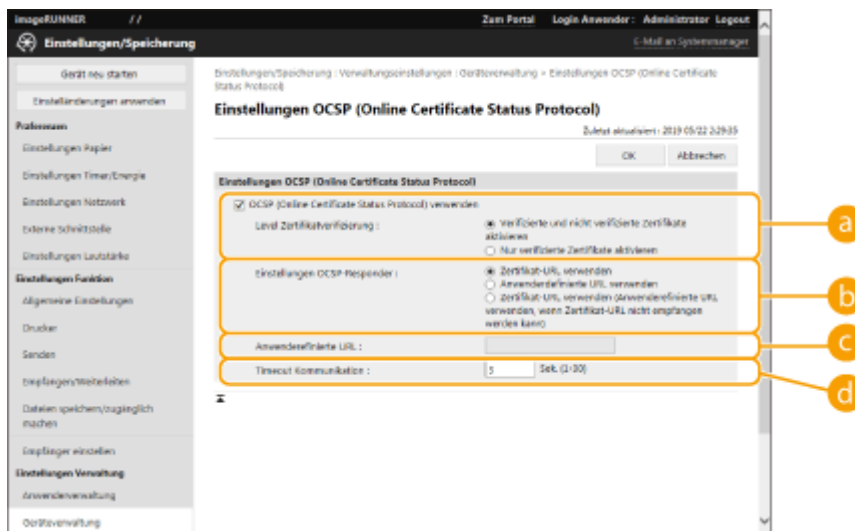 imageRUNNER // Zum Portal Login Anwender: Administrator Logout
Einstellungen/Speicherung E-Mail an Systemmanager
Gerät neu starten
Einstelländerungen anwenden
Präferenzen
Einstellungen Papier
Einstellungen Timer/Energie
Einstellungen Netzwerk
Externe Schnittstelle
Einstellungen Lautstärke
Einstellungen Funktion
Allgemeine Einstellungen
Drucker
Senden
Empfangen/Weiterleiten
Dateien speichern/zugänglich
machen
Empfänger einstellen
Einstellungen Verwaltung
Anwenderverwaltung
Geräteverwaltung
Einstellungen/Speicherung : Verwaltungseinstellungen : Geräteverwaltung > Einstellungen OCSP (Online Certificate
Status Protocol)
Einstellungen OCSP (Online Certificate Status Protocol)
Zuletzt aktualisiert : 2019 05/22 2:29:35
OK Abbrechen
Einstellungen OCSP (Online Certificate Status Protocol)
OCSP (Online Certificate Status Protocol) verwenden
Level Zertifikatverifizierung : Verifizierte und nicht verifizierte Zertifikate
aktivieren
Nur verifizierte Zertifikate aktivieren
a
Einstellungen OCSP-Responder : Zertifikat-URL verwenden
Anwenderdefinierte URL verwenden
Zertifikat-URL verwenden (Anwenderefinierte URL
verwenden, wenn Zertifikat-URL nicht empfangen
werden kann)
b
Anwenderefinierte URL :
c
Timeout Kommunikation : 3 Sek. (1-30)
d